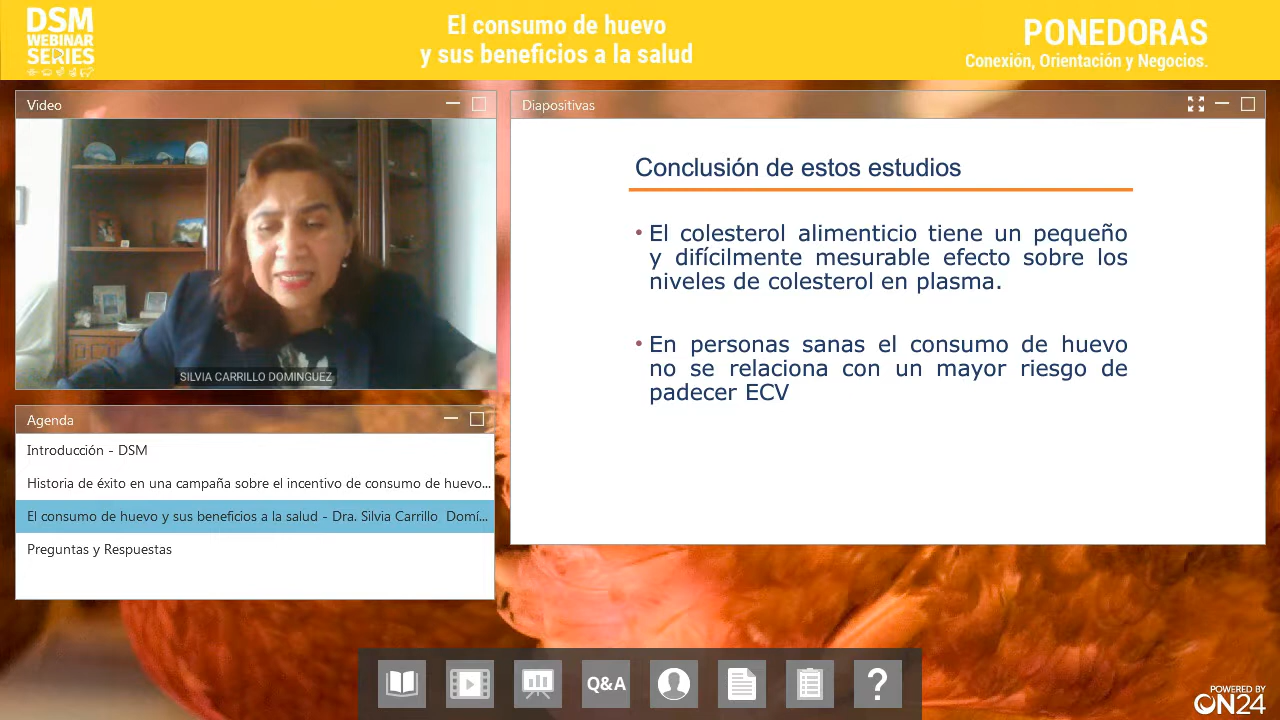 DSM
WEBINAR
SERIES
El consumo de huevo
y sus beneficios a la salud
PONEDORAS
Conexión, Orientación y Negocios.
Video
SILVIA CARRILLO DOMINGUEZ
Agenda
Introducción - DSM
Historia de éxito en una campaña sobre el incentivo de consumo de huevo...
El consumo de huevo y sus beneficios a la salud - Dra. Silvia Carrillo Domí...
Preguntas y Respuestas
Diapositivas
Conclusión de estos estudios
• El colesterol alimenticio tiene un pequeño
y difícilmente mesurable efecto sobre los
niveles de colesterol en plasma.
• En personas sanas el consumo de huevo
no se relaciona con un mayor riesgo de
padecer ECV
Q&A
?
POWERED BY
ON24